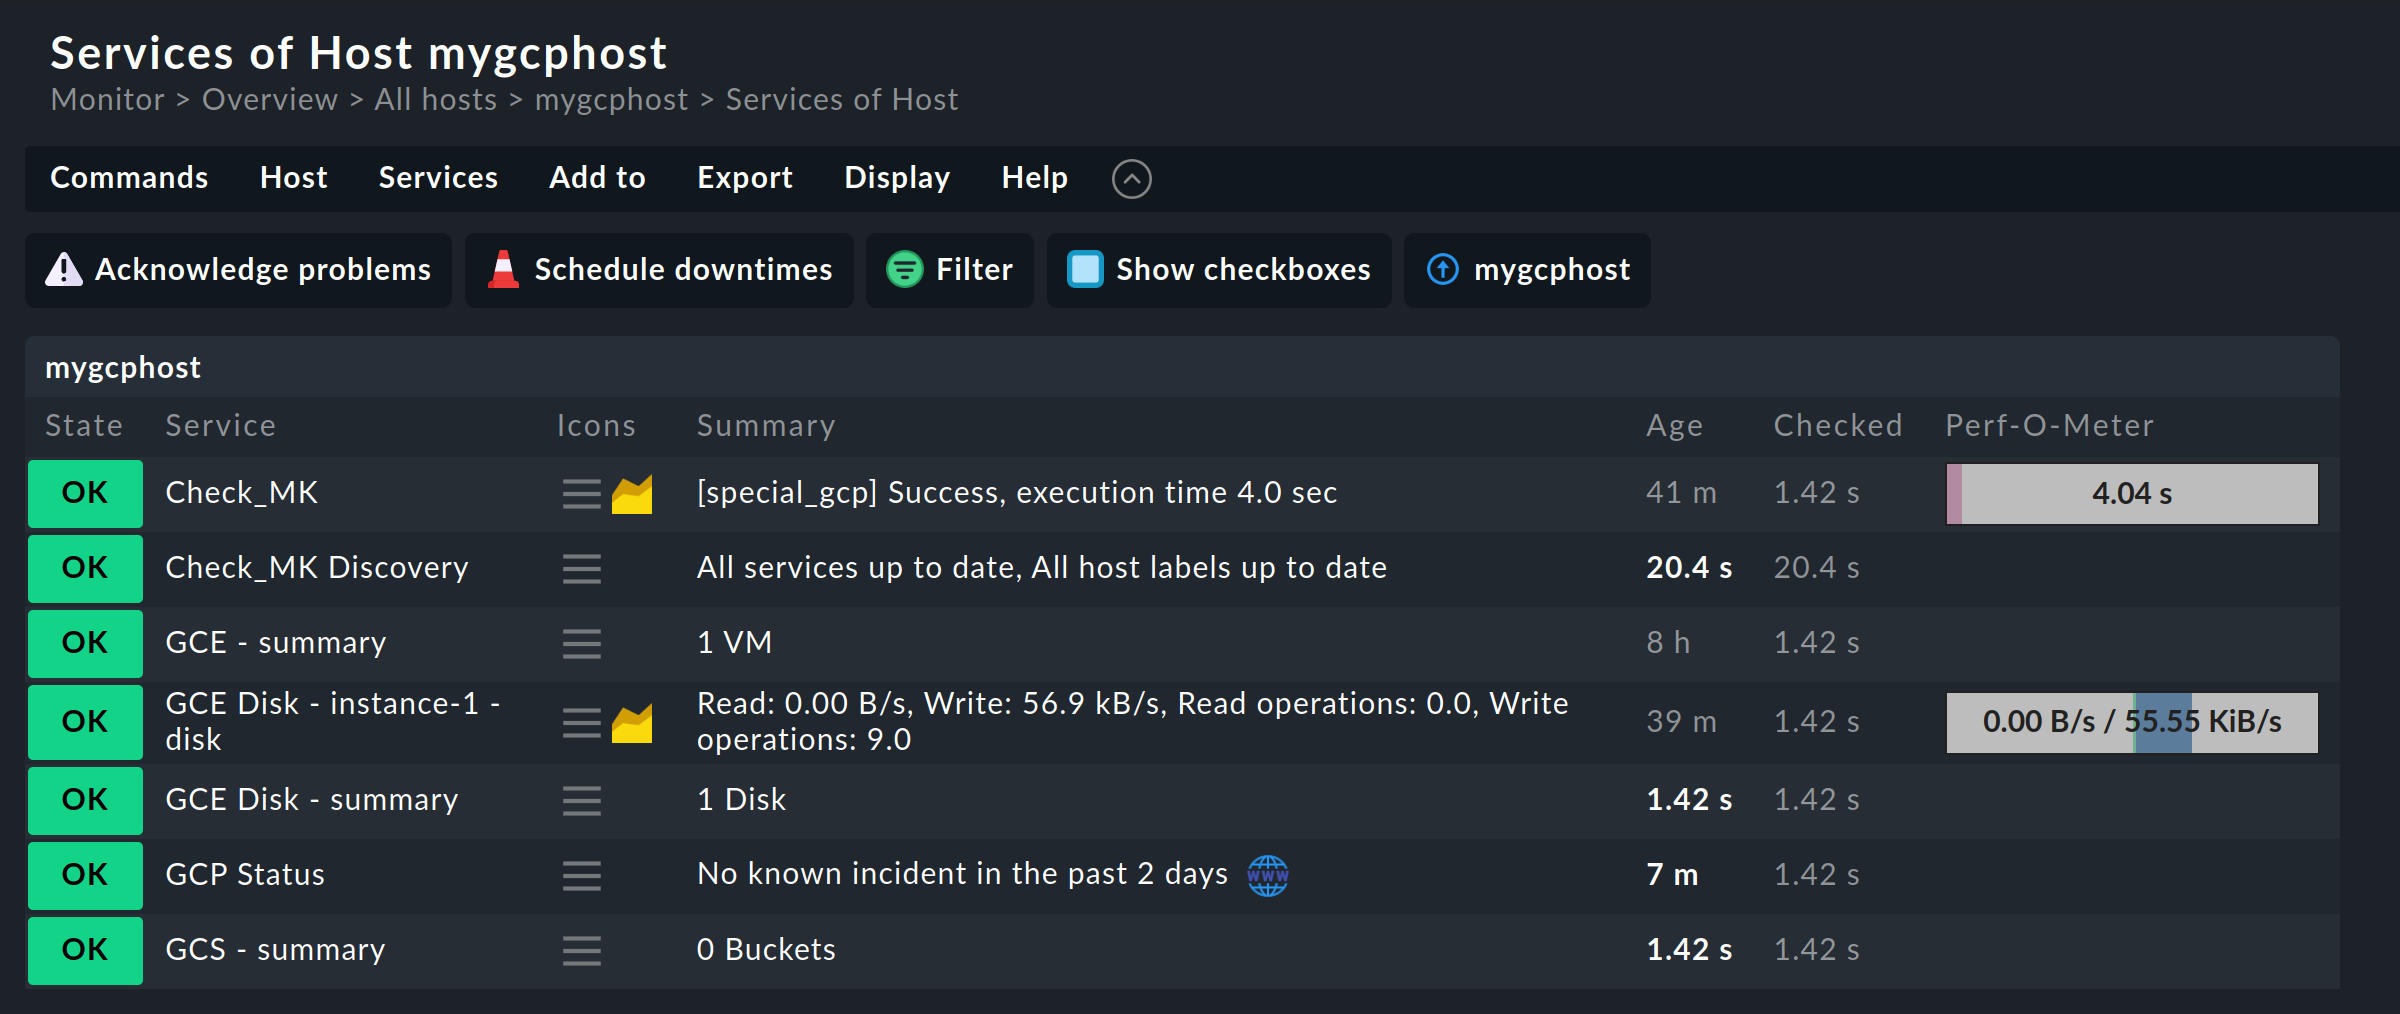 Services of Host mygcphost
Monitor > Overview > All hosts > mygcphost > Services of Host
Commands Host Services Add to Export Display Help
Acknowledge problems Schedule downtimes Filter Show checkboxes mygcphost
mygcphost
State Service Icons Summary Age Checked Perf-O-Meter
OK Check_MK [special_gcp] Success, execution time 4.0 sec 41 m 1.42 s 4.04 s
OK Check_MK Discovery All services up to date, All host labels up to date 20.4 s 20.4 s
OK GCE - summary 1 VM 8 h 1.42 s
OK GCE Disk - instance-1 - Read: 0.00 B/s, Write: 56.9 kB/s, Read operations: 0.0, Write 39 m 1.42 s 0.00 B/s / 55.55 KiB/s
disk operations: 9.0
OK GCE Disk - summary 1 Disk 1.42 s 1.42 s
OK GCP Status No known incident in the past 2 days WWW 7 m 1.42 s
OK GCS - summary 0 Buckets 1.42 s 1.42 s